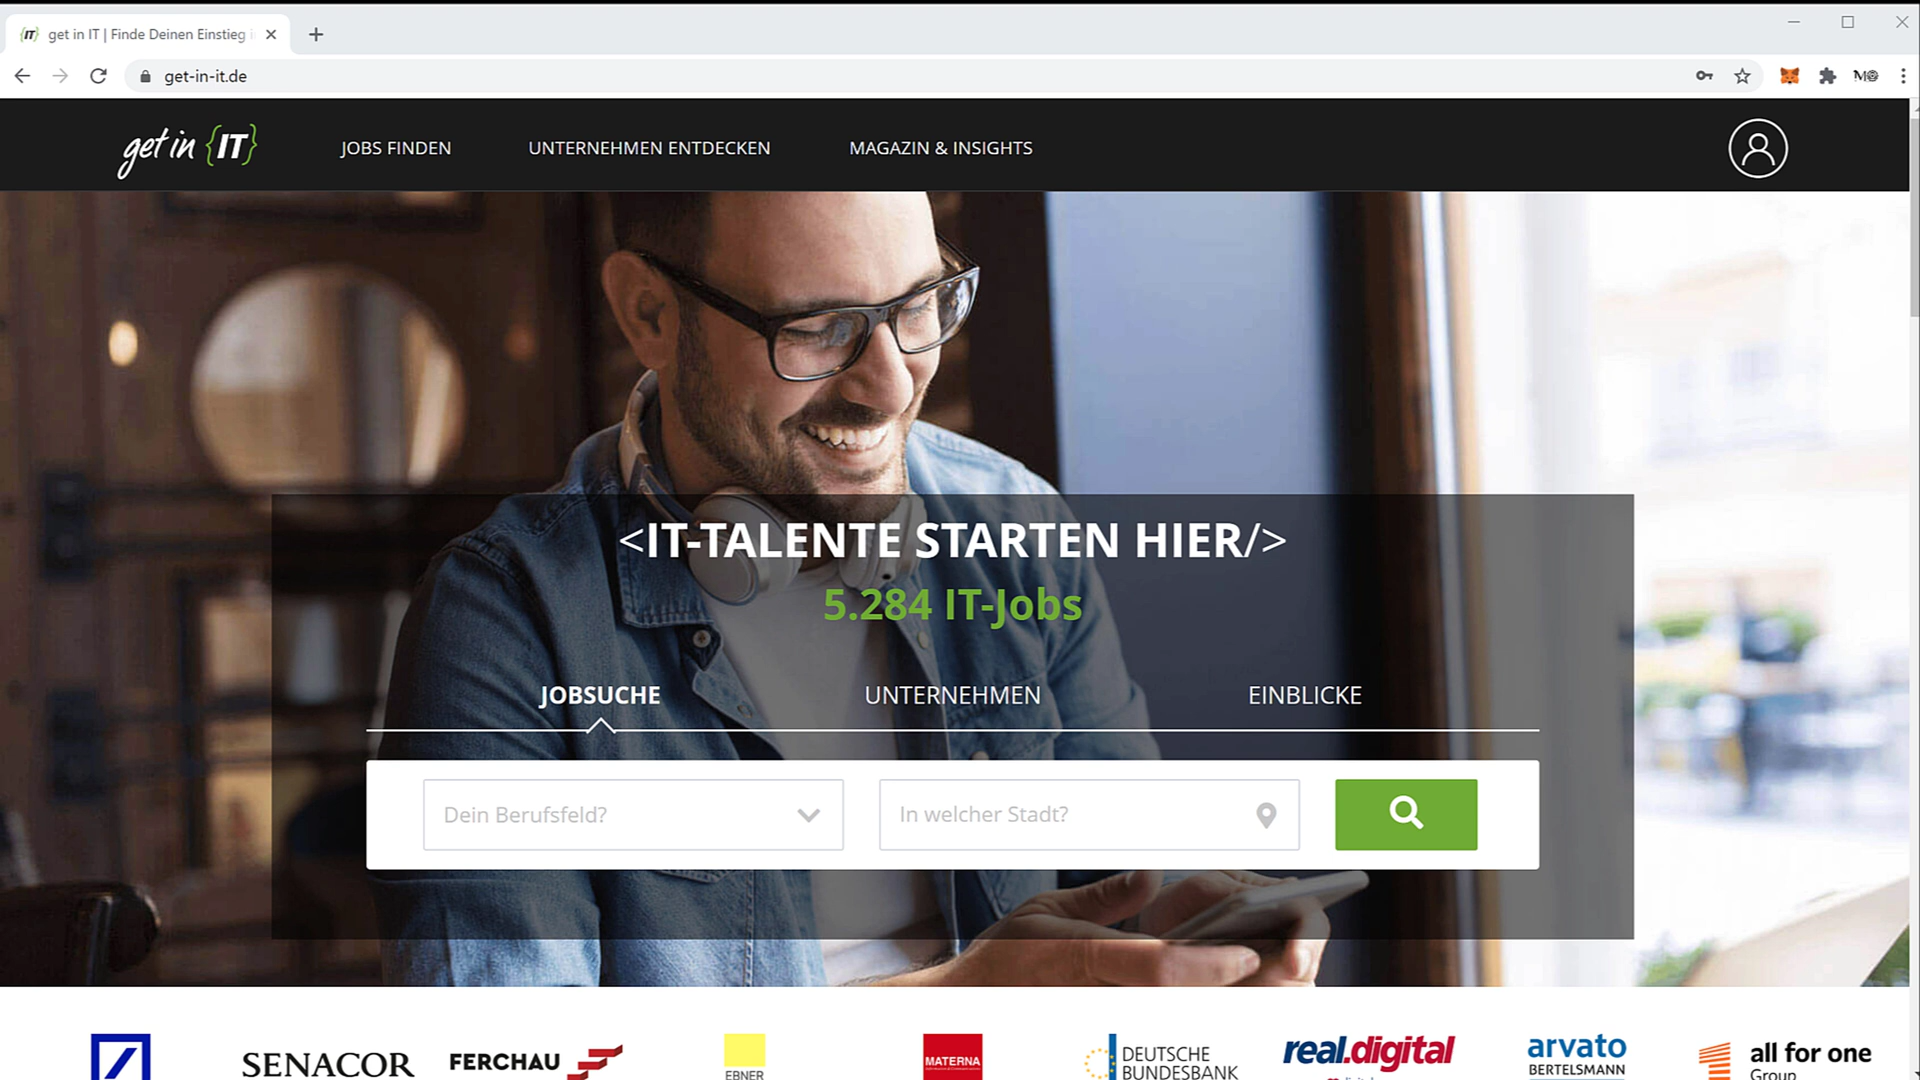 {IT} get in IT | Finde Deinen Einstieg
get-in-it.de
get in {IT}
JOBS FINDEN
UNTERNEHMEN ENTDECKEN
MAGAZIN & INSIGHTS
<IT-TALENTE STARTEN HIER/>
5.284 IT-Jobs
JOBSUCHE
UNTERNEHMEN
EINBLICKE
Dein Berufsfeld?
In welcher Stadt?
SENACOR
FERCHAU
EBNER
MATERNA
DEUTSCHE
BUNDESBANK
real.digital
arvato
BERTELSMANN
all for one
Group